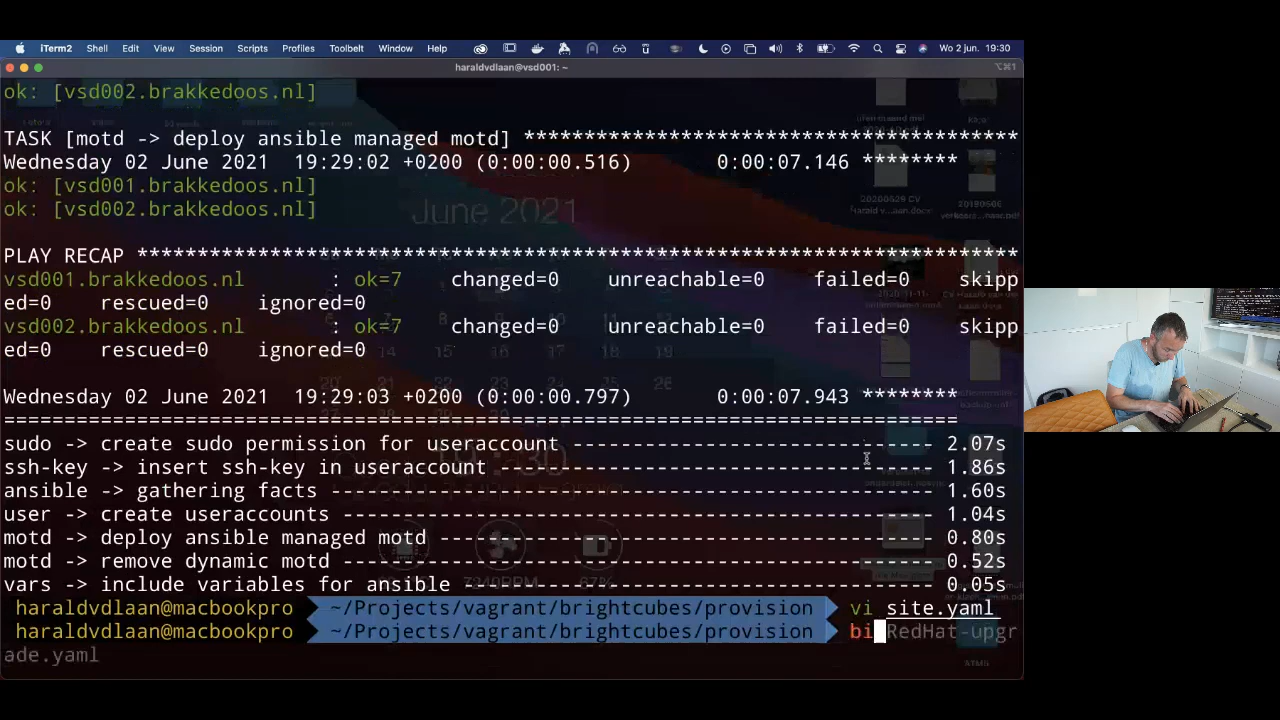 iTerm2 Shell Edit View Session Scripts Profiles Toolbelt Window Help Wo 2 jun. 19:30
haraldvdlaan@vsd001: ~ ⌥⌘1
ok: [vsd002.brakkedoos.nl]
TASK [motd -> deploy ansible managed motd] *****************************************
Wednesday 02 June 2021 19:29:02 +0200 (0:00:00.516) 0:00:07.146 ********
ok: [vsd001.brakkedoos.nl]
ok: [vsd002.brakkedoos.nl]
June 2021
PLAY RECAP *************************************************************************
vsd001.brakkedoos.nl : ok=7 changed=0 unreachable=0 failed=0 skipp
ed=0 rescued=0 ignored=0
vsd002.brakkedoos.nl : ok=7 changed=0 unreachable=0 failed=0 skipp
ed=0 rescued=0 ignored=0
Wednesday 02 June 2021 19:29:03 +0200 (0:00:00.797) 0:00:07.943 ********
===============================================================================
sudo -> create sudo permission for useraccount ------------------------------ 2.07s
ssh-key -> insert ssh-key in useraccount ------------------------------------ 1.86s
ansible -> gathering facts -------------------------------------------------- 1.60s
user -> create useraccounts ------------------------------------------------- 1.04s
motd -> deploy ansible managed motd ----------------------------------------- 0.80s
motd -> remove dynamic motd ------------------------------------------------- 0.52s
vars -> include variables for ansible --------------------------------------- 0.05s
haraldvdlaan@macbookpro ~/Projects/vagrant/brightcubes/provision vi site.yaml
haraldvdlaan@macbookpro ~/Projects/vagrant/brightcubes/provision bi RedHat-upgr
ade.yaml